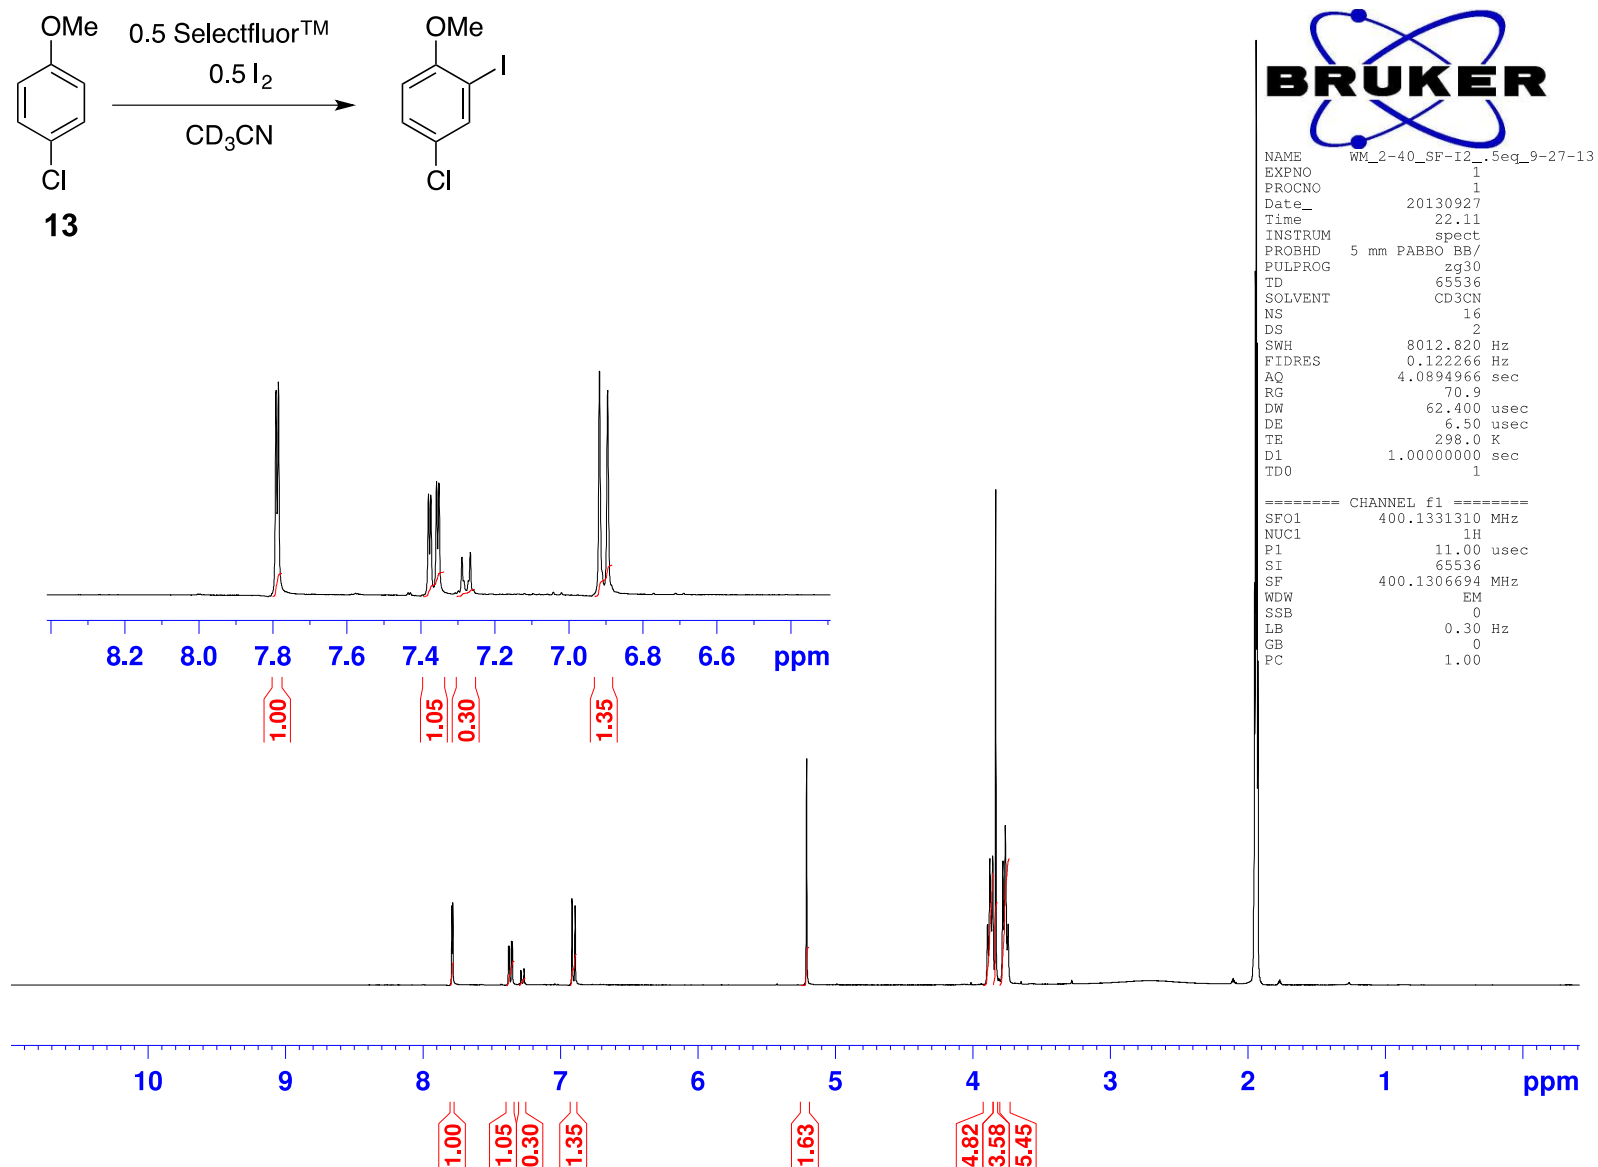 OMe
0.5 Selectfluor™
0.5 I2
CD3CN
OMe
I
Cl
Cl
13
BRUKER
NAME WM_2-40_SF-I2_.5eq_9-27-13
EXPNO 1
PROCNO 1
Date_ 20130927
Time 22.11
INSTRUM spect
PROBHD 5 mm PABBO BB/
PULPROG zg30
TD 65536
SOLVENT CD3CN
NS 16
DS 2
SWH 8012.820 Hz
FIDRES 0.122266 Hz
AQ 4.0894966 sec
RG 70.9
DW 62.400 usec
DE 6.50 usec
TE 298.0 K
D1 1.00000000 sec
TD0 1
======== CHANNEL f1 ========
SFO1 400.1331310 MHz
NUC1 1H
P1 11.00 usec
SI 65536
SF 400.1306694 MHz
WDW EM
SSB 0
LB 0.30 Hz
GB 0
PC 1.00
8.2 8.0 7.8 7.6 7.4 7.2 7.0 6.8 6.6 ppm
1.00 1.05 0.30 1.35
10 9 8 7 6 5 4 3 2 1 ppm
1.00 1.05 0.30 1.35 1.63 4.82 3.58 5.45